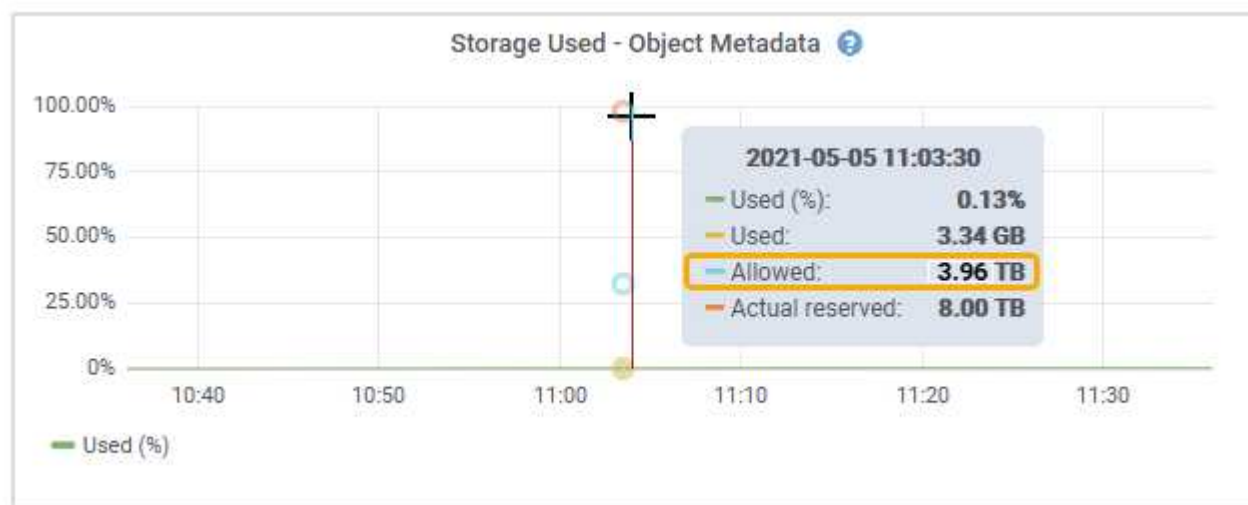 Storage Used - Object Metadata ?
100.00%
75.00%
50.00%
25.00%
0%
2021-05-05 11:03:30
Used (%): 0.13%
Used: 3.34 GB
Allowed: 3.96 TB
Actual reserved: 8.00 TB
10:40 10:50 11:00 11:10 11:20 11:30
Used (%)